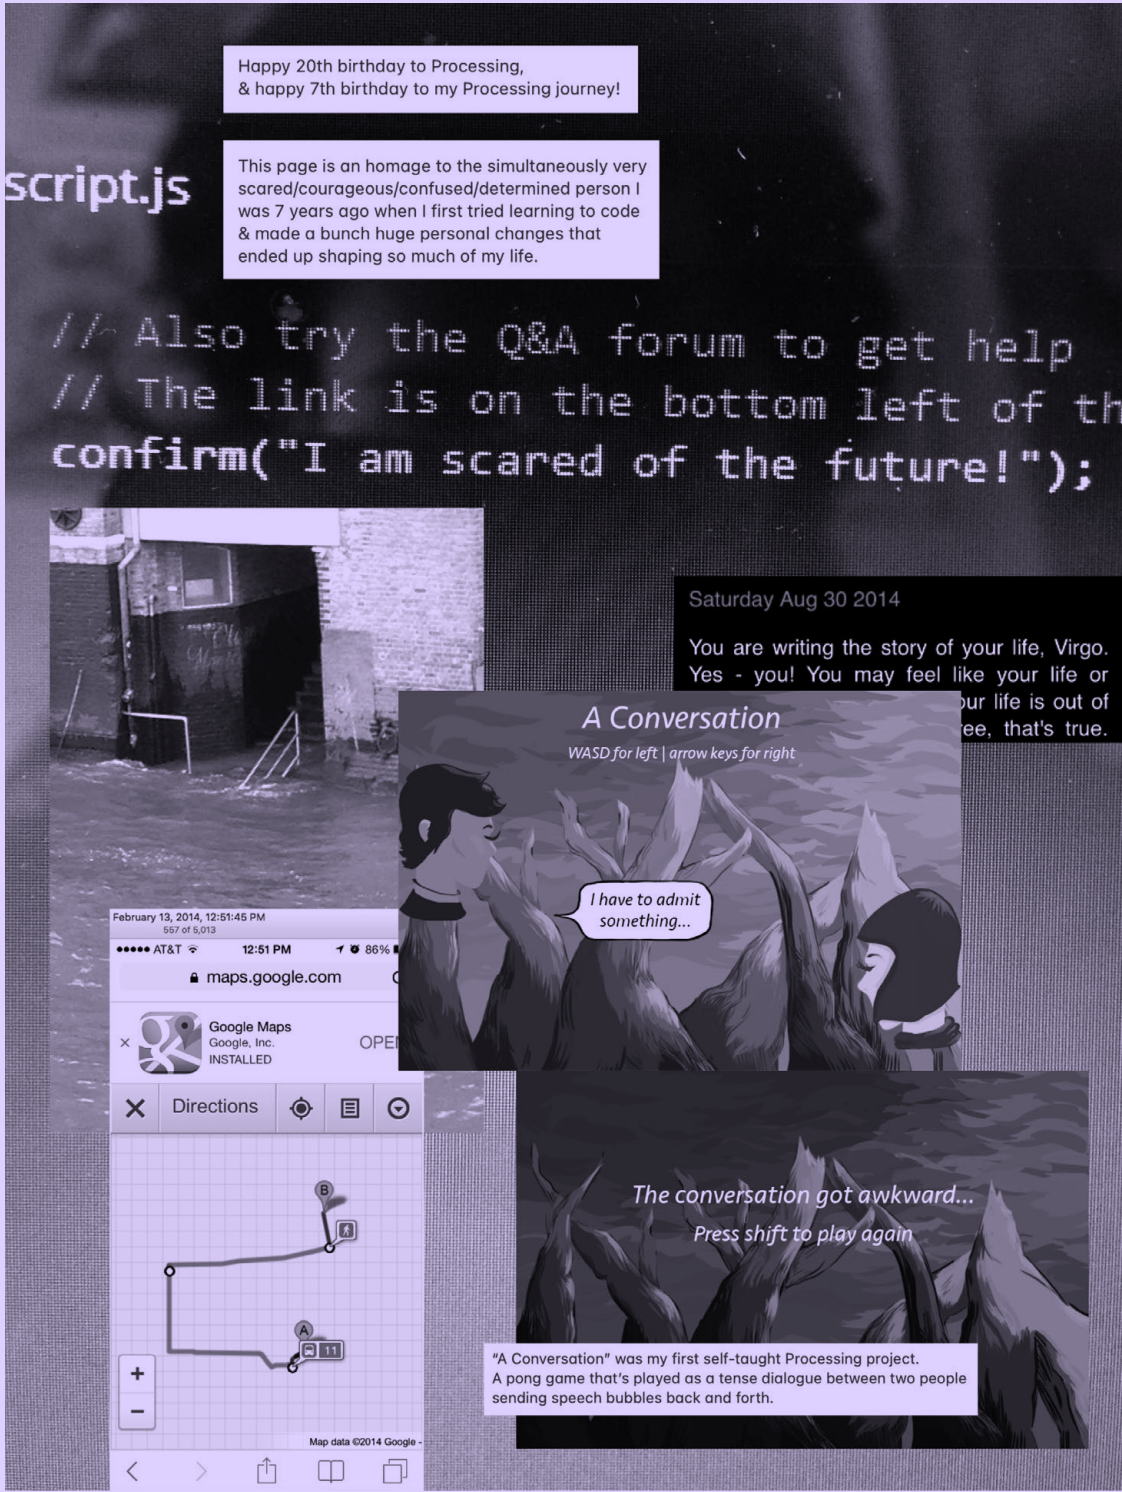 Happy 20th birthday to Processing,
& happy 7th birthday to my Processing journey!
This page is an homage to the simultaneously very
scared/courageous/confused/determined person I
was 7 years ago when I first tried learning to code
& made a bunch huge personal changes that
ended up shaping so much of my life.
script.js
// Also try the Q&A forum to get help
// The link is on the bottom left of th
confirm("I am scared of the future!");
Saturday Aug 30 2014
You are writing the story of your life, Virgo.
Yes - you! You may feel like your life or
our life is out of
ee, that's true.
A Conversation
WASD for left | arrow keys for right
I have to admit
something...
February 13, 2014, 12:51:45 PM
557 of 5,013
AT&T 12:51 PM 86%
maps.google.com
Google Maps
Google, Inc.
INSTALLED
OPE
Directions
B
A
11
+
−
Map data ©2014 Google -
The conversation got awkward...
Press shift to play again
“A Conversation” was my first self-taught Processing project.
A pong game that’s played as a tense dialogue between two people
sending speech bubbles back and forth.